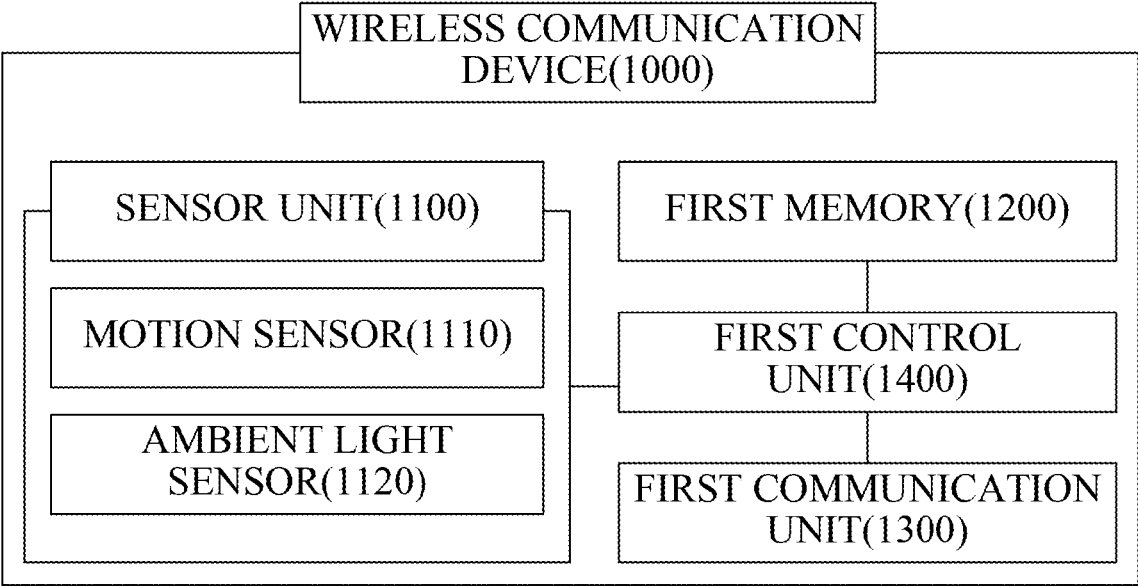 WIRELESS COMMUNICATION
DEVICE(1000)
SENSOR UNIT(1100)
MOTION SENSOR(1110)
AMBIENT LIGHT
SENSOR(1120)
FIRST MEMORY(1200)
FIRST CONTROL
UNIT(1400)
FIRST COMMUNICATION
UNIT(1300)